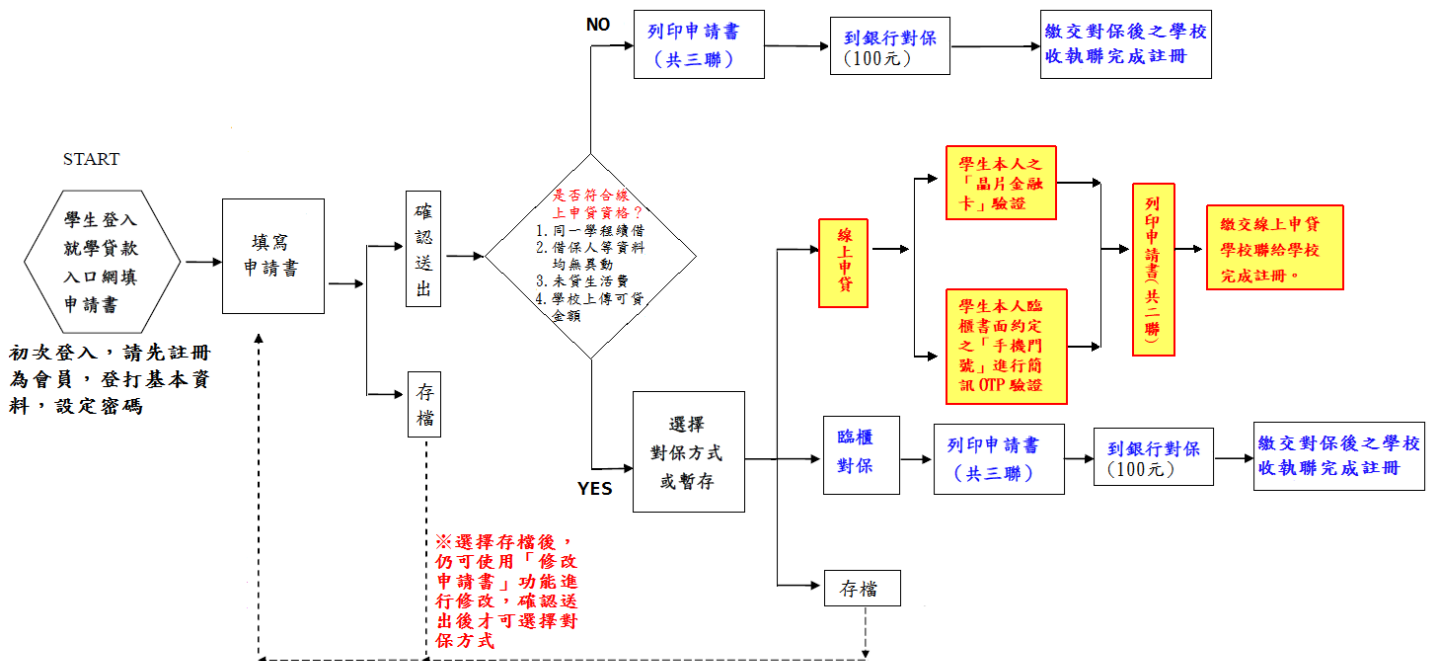 START
學生登入
就學貸款
入口網填
申請書
初次登入，請先註冊
為會員，登打基本資
料，設定密碼
填寫
申請書
確認送出
存檔
※選擇存檔後，
仍可使用「修改
申請書」功能進
行修改，確認送
出後才可選擇對
保方式
是否符合線
上申貸資格？
1. 同一學程續借
2. 借保人等資料
均無異動
3. 未貸生活費
4. 學校上傳可貸
金額
NO
列印申請書
（共三聯）
到銀行對保
(100元)
繳交對保後之學校
收執聯完成註冊
YES
選擇
對保方式
或暫存
線上申貸
學生本人之
「晶片金融
卡」驗證
學生本人臨
櫃書面約定
之「手機門
號」進行簡
訊OTP驗證
列印申請書(共二聯)
繳交線上申貸
學校聯給學校
完成註冊。
臨櫃
對保
列印申請書
（共三聯）
到銀行對保
(100元)
繳交對保後之學校
收執聯完成註冊
存檔